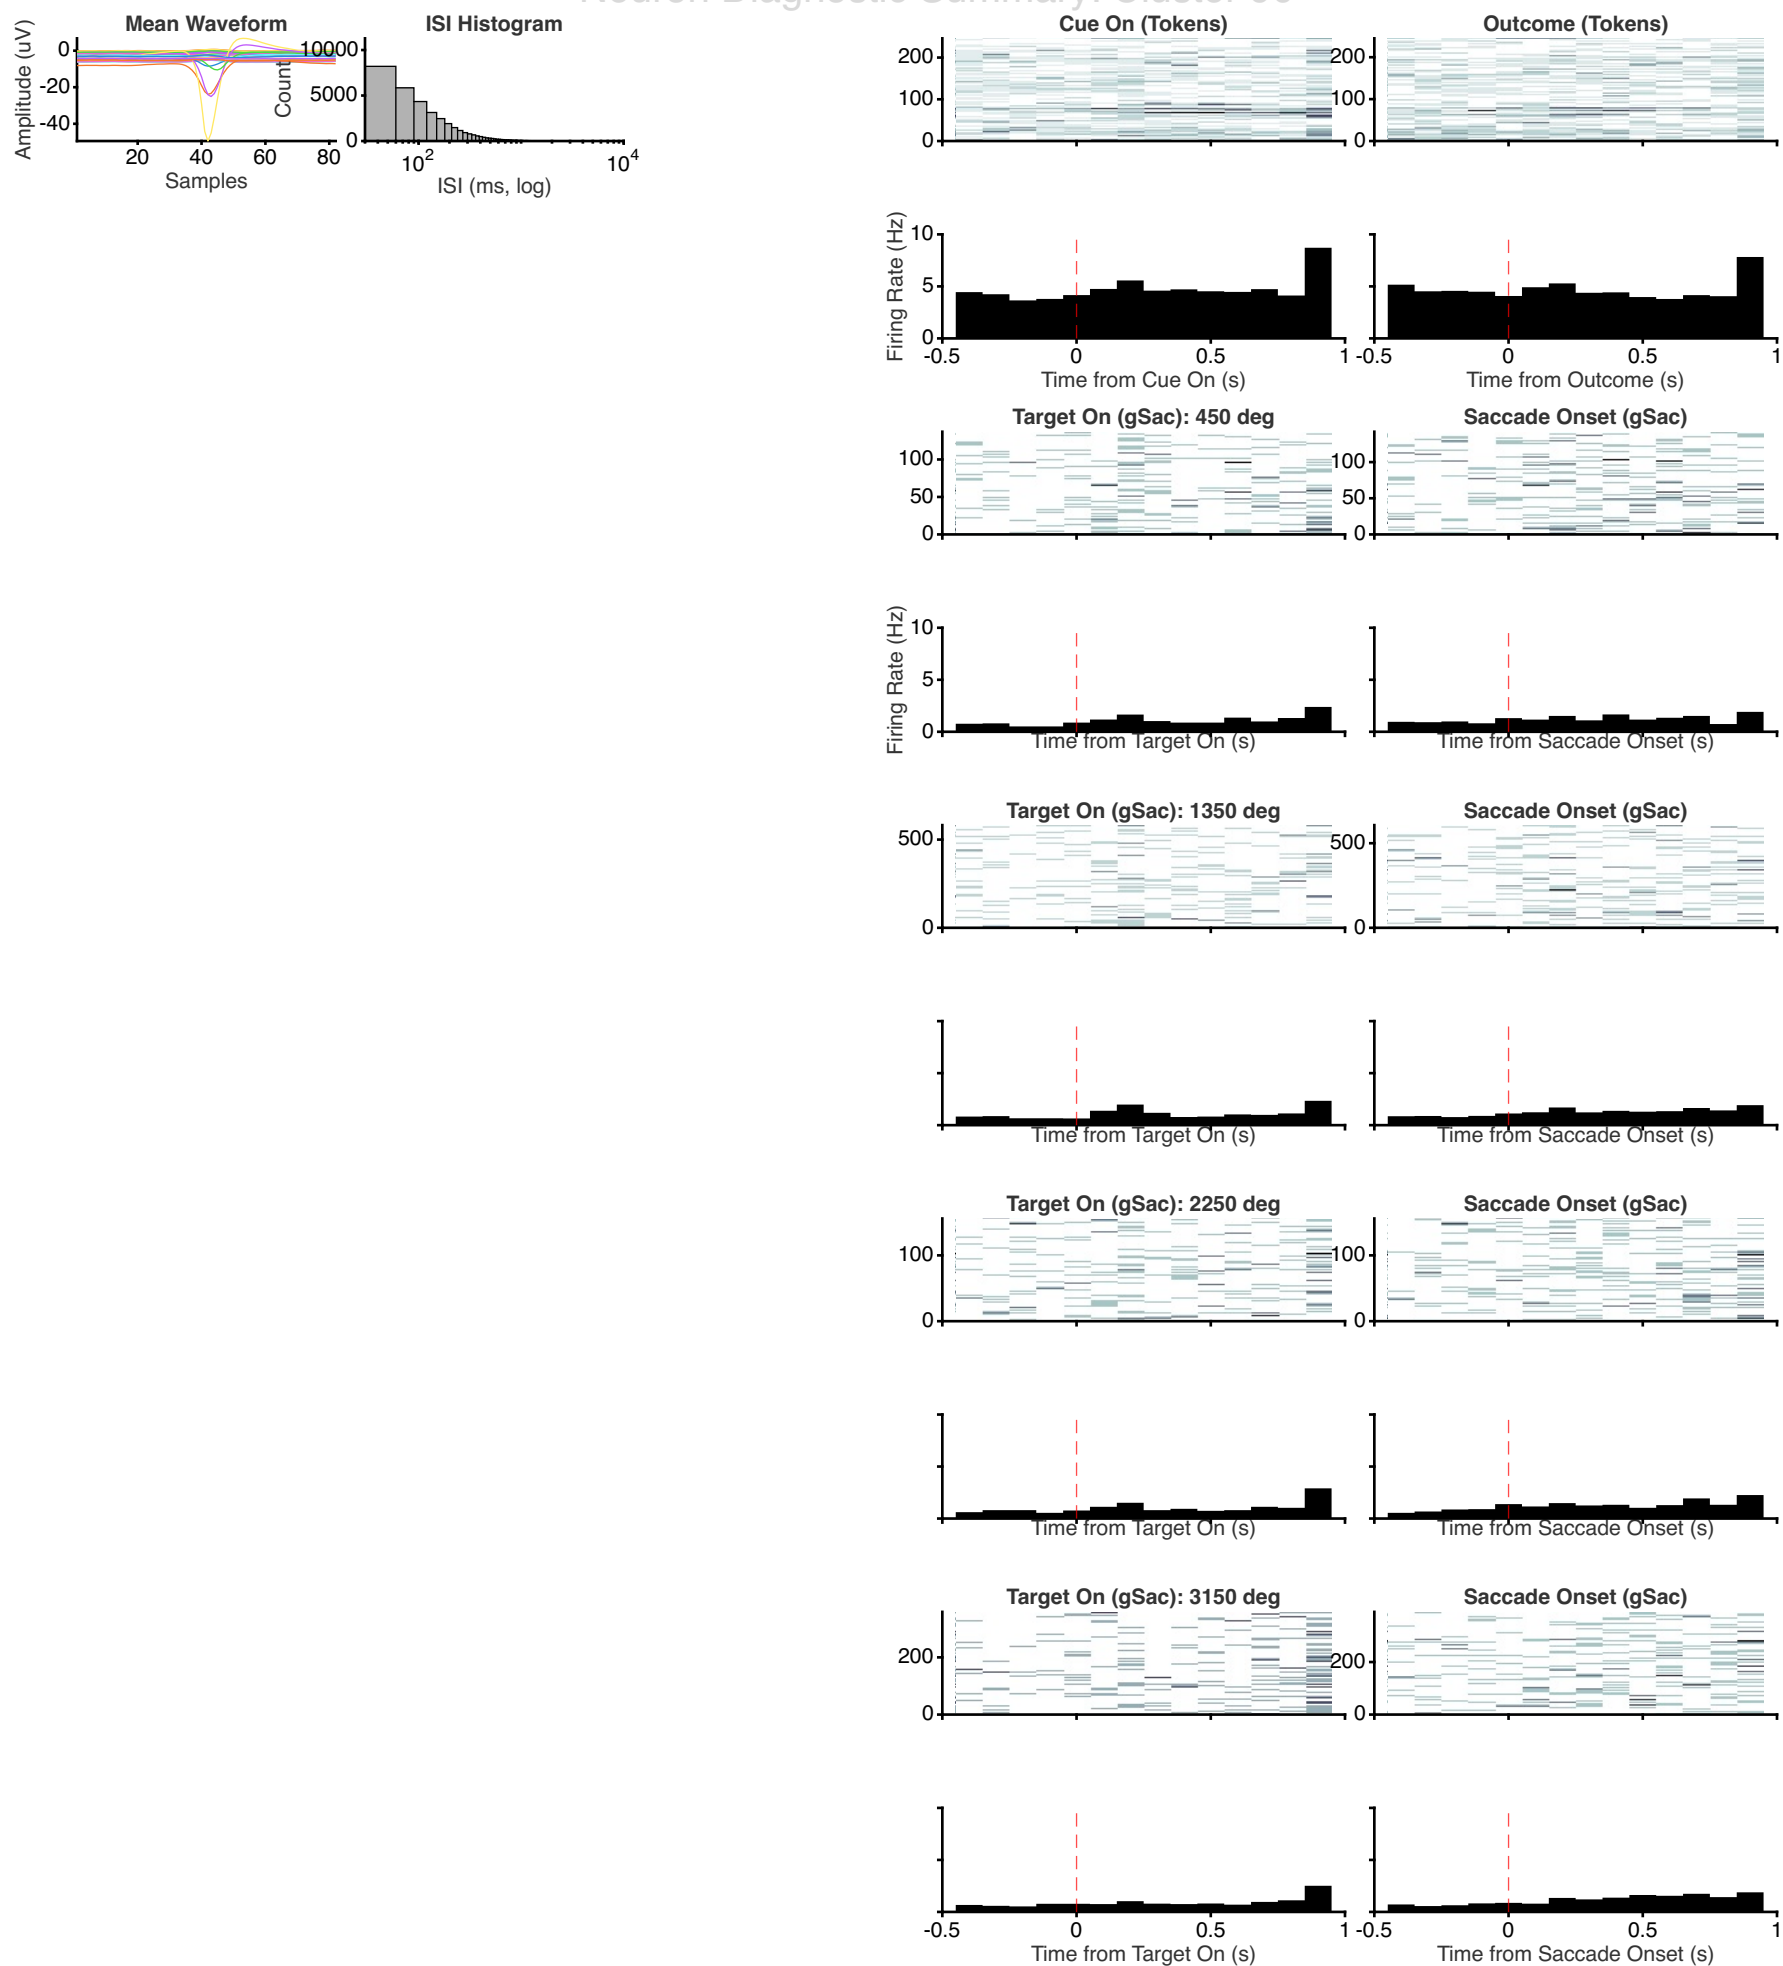 Neuron Diagnostic Summary: Cluster
Mean Waveform
Amplitude (uV)
0
-20
-40
20 40 60 80
Samples
ISI Histogram
Count
10000
5000
0
10² 10⁴
ISI (ms, log)
Cue On (Tokens)
200
100
0
Outcome (Tokens)
200
100
0
Firing Rate (Hz)
10
5
0
-0.5 0 0.5 1
Time from Cue On (s)
-0.5 0 0.5 1
Time from Outcome (s)
Target On (gSac): 450 deg
100
50
0
Saccade Onset (gSac)
100
50
0
Firing Rate (Hz)
10
5
0
Time from Target On (s)
Time from Saccade Onset (s)
Target On (gSac): 1350 deg
500
0
Saccade Onset (gSac)
500
0
Time from Target On (s)
Time from Saccade Onset (s)
Target On (gSac): 2250 deg
100
0
Saccade Onset (gSac)
100
0
Time from Target On (s)
Time from Saccade Onset (s)
Target On (gSac): 3150 deg
200
0
Saccade Onset (gSac)
200
0
-0.5 0 0.5 1
Time from Target On (s)
-0.5 0 0.5 1
Time from Saccade Onset (s)